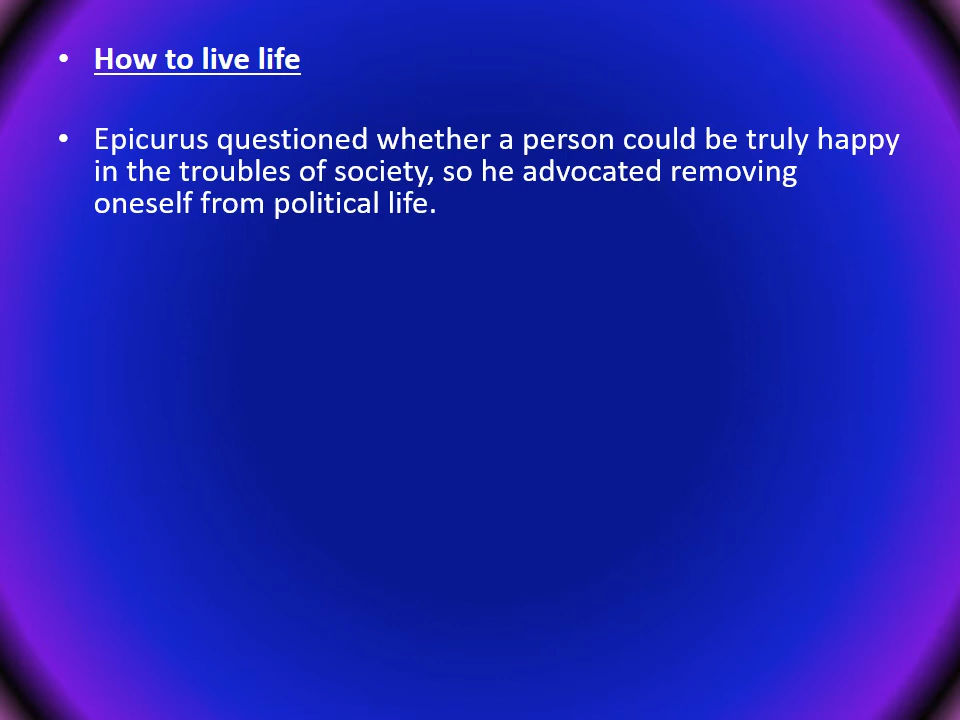 • How to live life
• Epicurus questioned whether a person could be truly happy
in the troubles of society, so he advocated removing
oneself from political life.